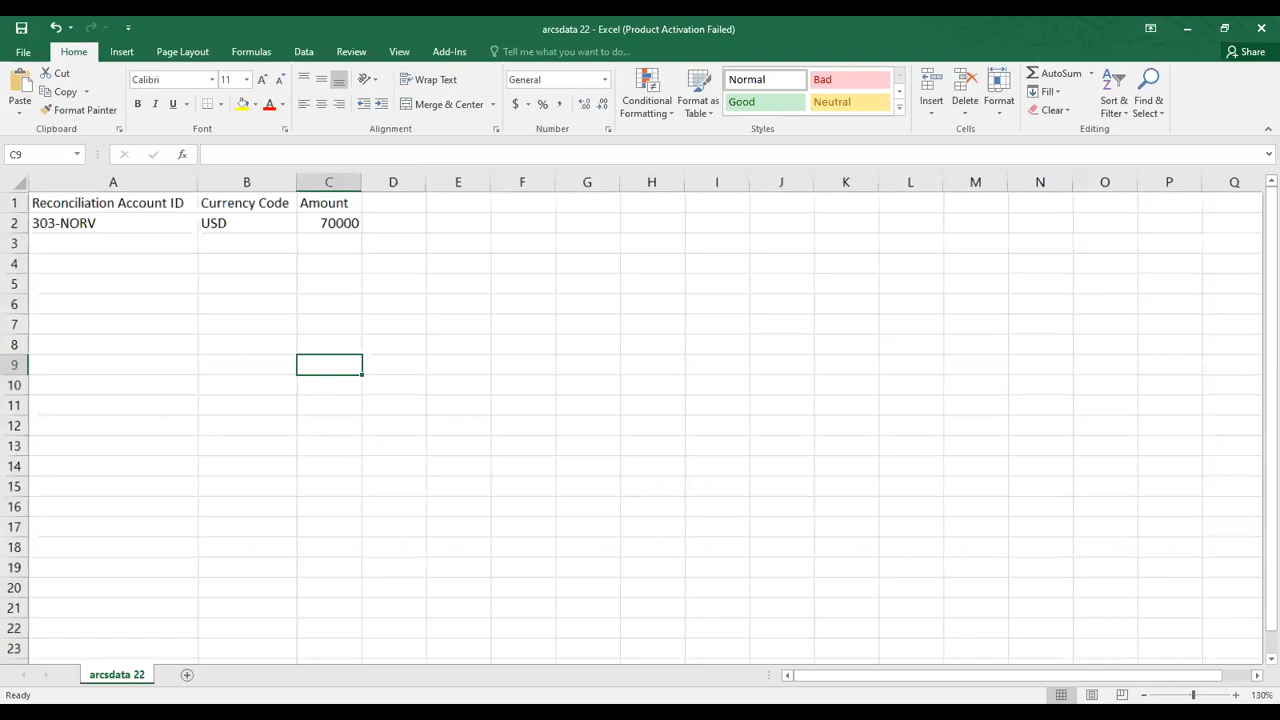 arcsdata 22 - Excel (Product Activation Failed)
File Home Insert Page Layout Formulas Data Review View Add-Ins Tell me what you want to do... Share
Paste Cut Copy Format Painter Clipboard
Calibri 11 B I U A A A Font
Wrap Text Merge & Center Alignment
General $ % , Number
Conditional Formatting Format as Table Normal Bad Good Neutral Styles
Insert Delete Format Cells
AutoSum Fill Clear Sort & Filter Find & Select Editing
C9 fx
A B C D E F G H I J K L M N O P Q
1 Reconciliation Account ID Currency Code Amount
2 303-NORV USD 70000
3
4
5
6
7
8
9
10
11
12
13
14
15
16
17
18
19
20
21
22
23
arcsdata 22
Ready 130%